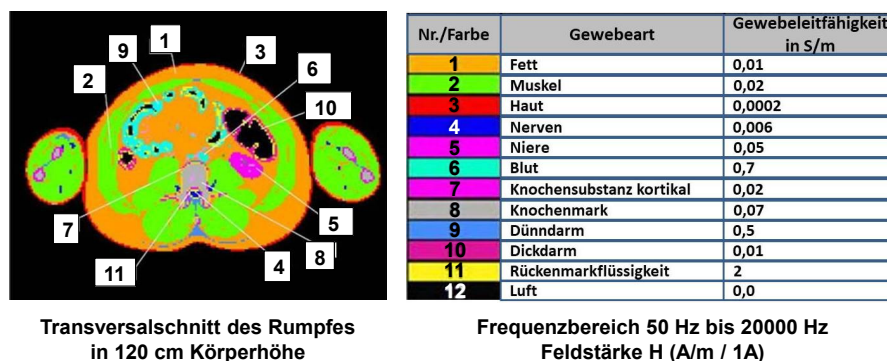 1
3
9
6
2
10
7
5
11
4
8
Transversalschnitt des Rumpfes
in 120 cm Körperhöhe
Nr./Farbe Gewebeart Gewebeleitfähigkeit
in S/m
1 Fett 0,01
2 Muskel 0,02
3 Haut 0,0002
4 Nerven 0,006
5 Niere 0,05
6 Blut 0,7
7 Knochensubstanz kortikal 0,02
8 Knochenmark 0,07
9 Dünndarm 0,5
10 Dickdarm 0,01
11 Rückenmarkflüssigkeit 2
12 Luft 0,0
Frequenzbereich 50 Hz bis 20000 Hz
Feldstärke H (A/m / 1A)